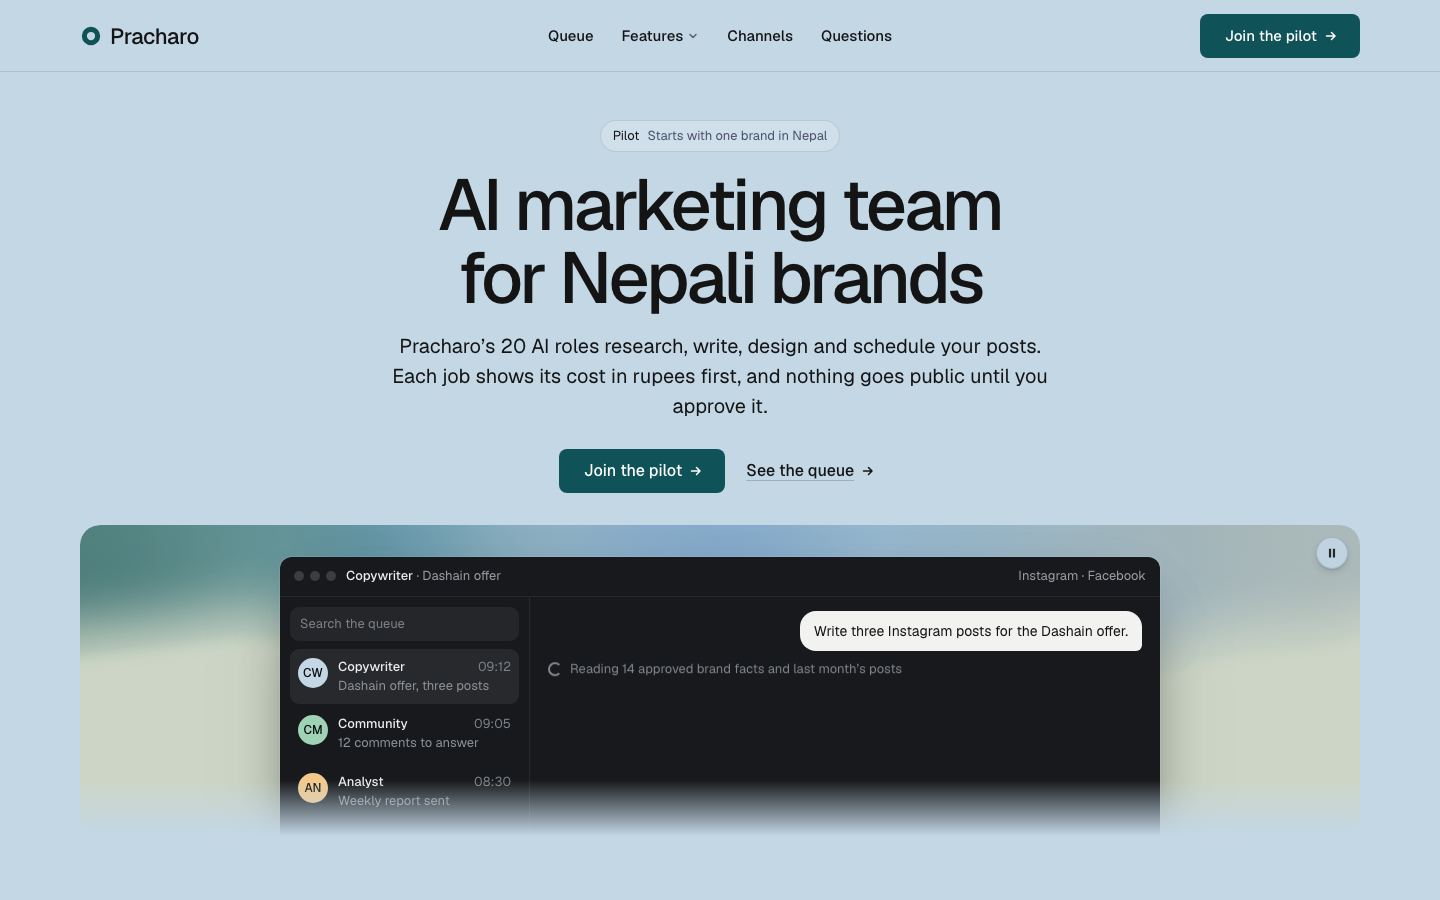 Pracharo
Queue
Features
Channels
Questions
Join the pilot →
Pilot Starts with one brand in Nepal
AI marketing team
for Nepali brands
Pracharo’s 20 AI roles research, write, design and schedule your posts.
Each job shows its cost in rupees first, and nothing goes public until you
approve it.
Join the pilot →
See the queue →
Copywriter · Dashain offer
Instagram · Facebook
Search the queue
Write three Instagram posts for the Dashain offer.
CW
Copywriter
09:12
Dashain offer, three posts
Reading 14 approved brand facts and last month’s posts
CM
Community
09:05
12 comments to answer
AN
Analyst
08:30
Weekly report sent